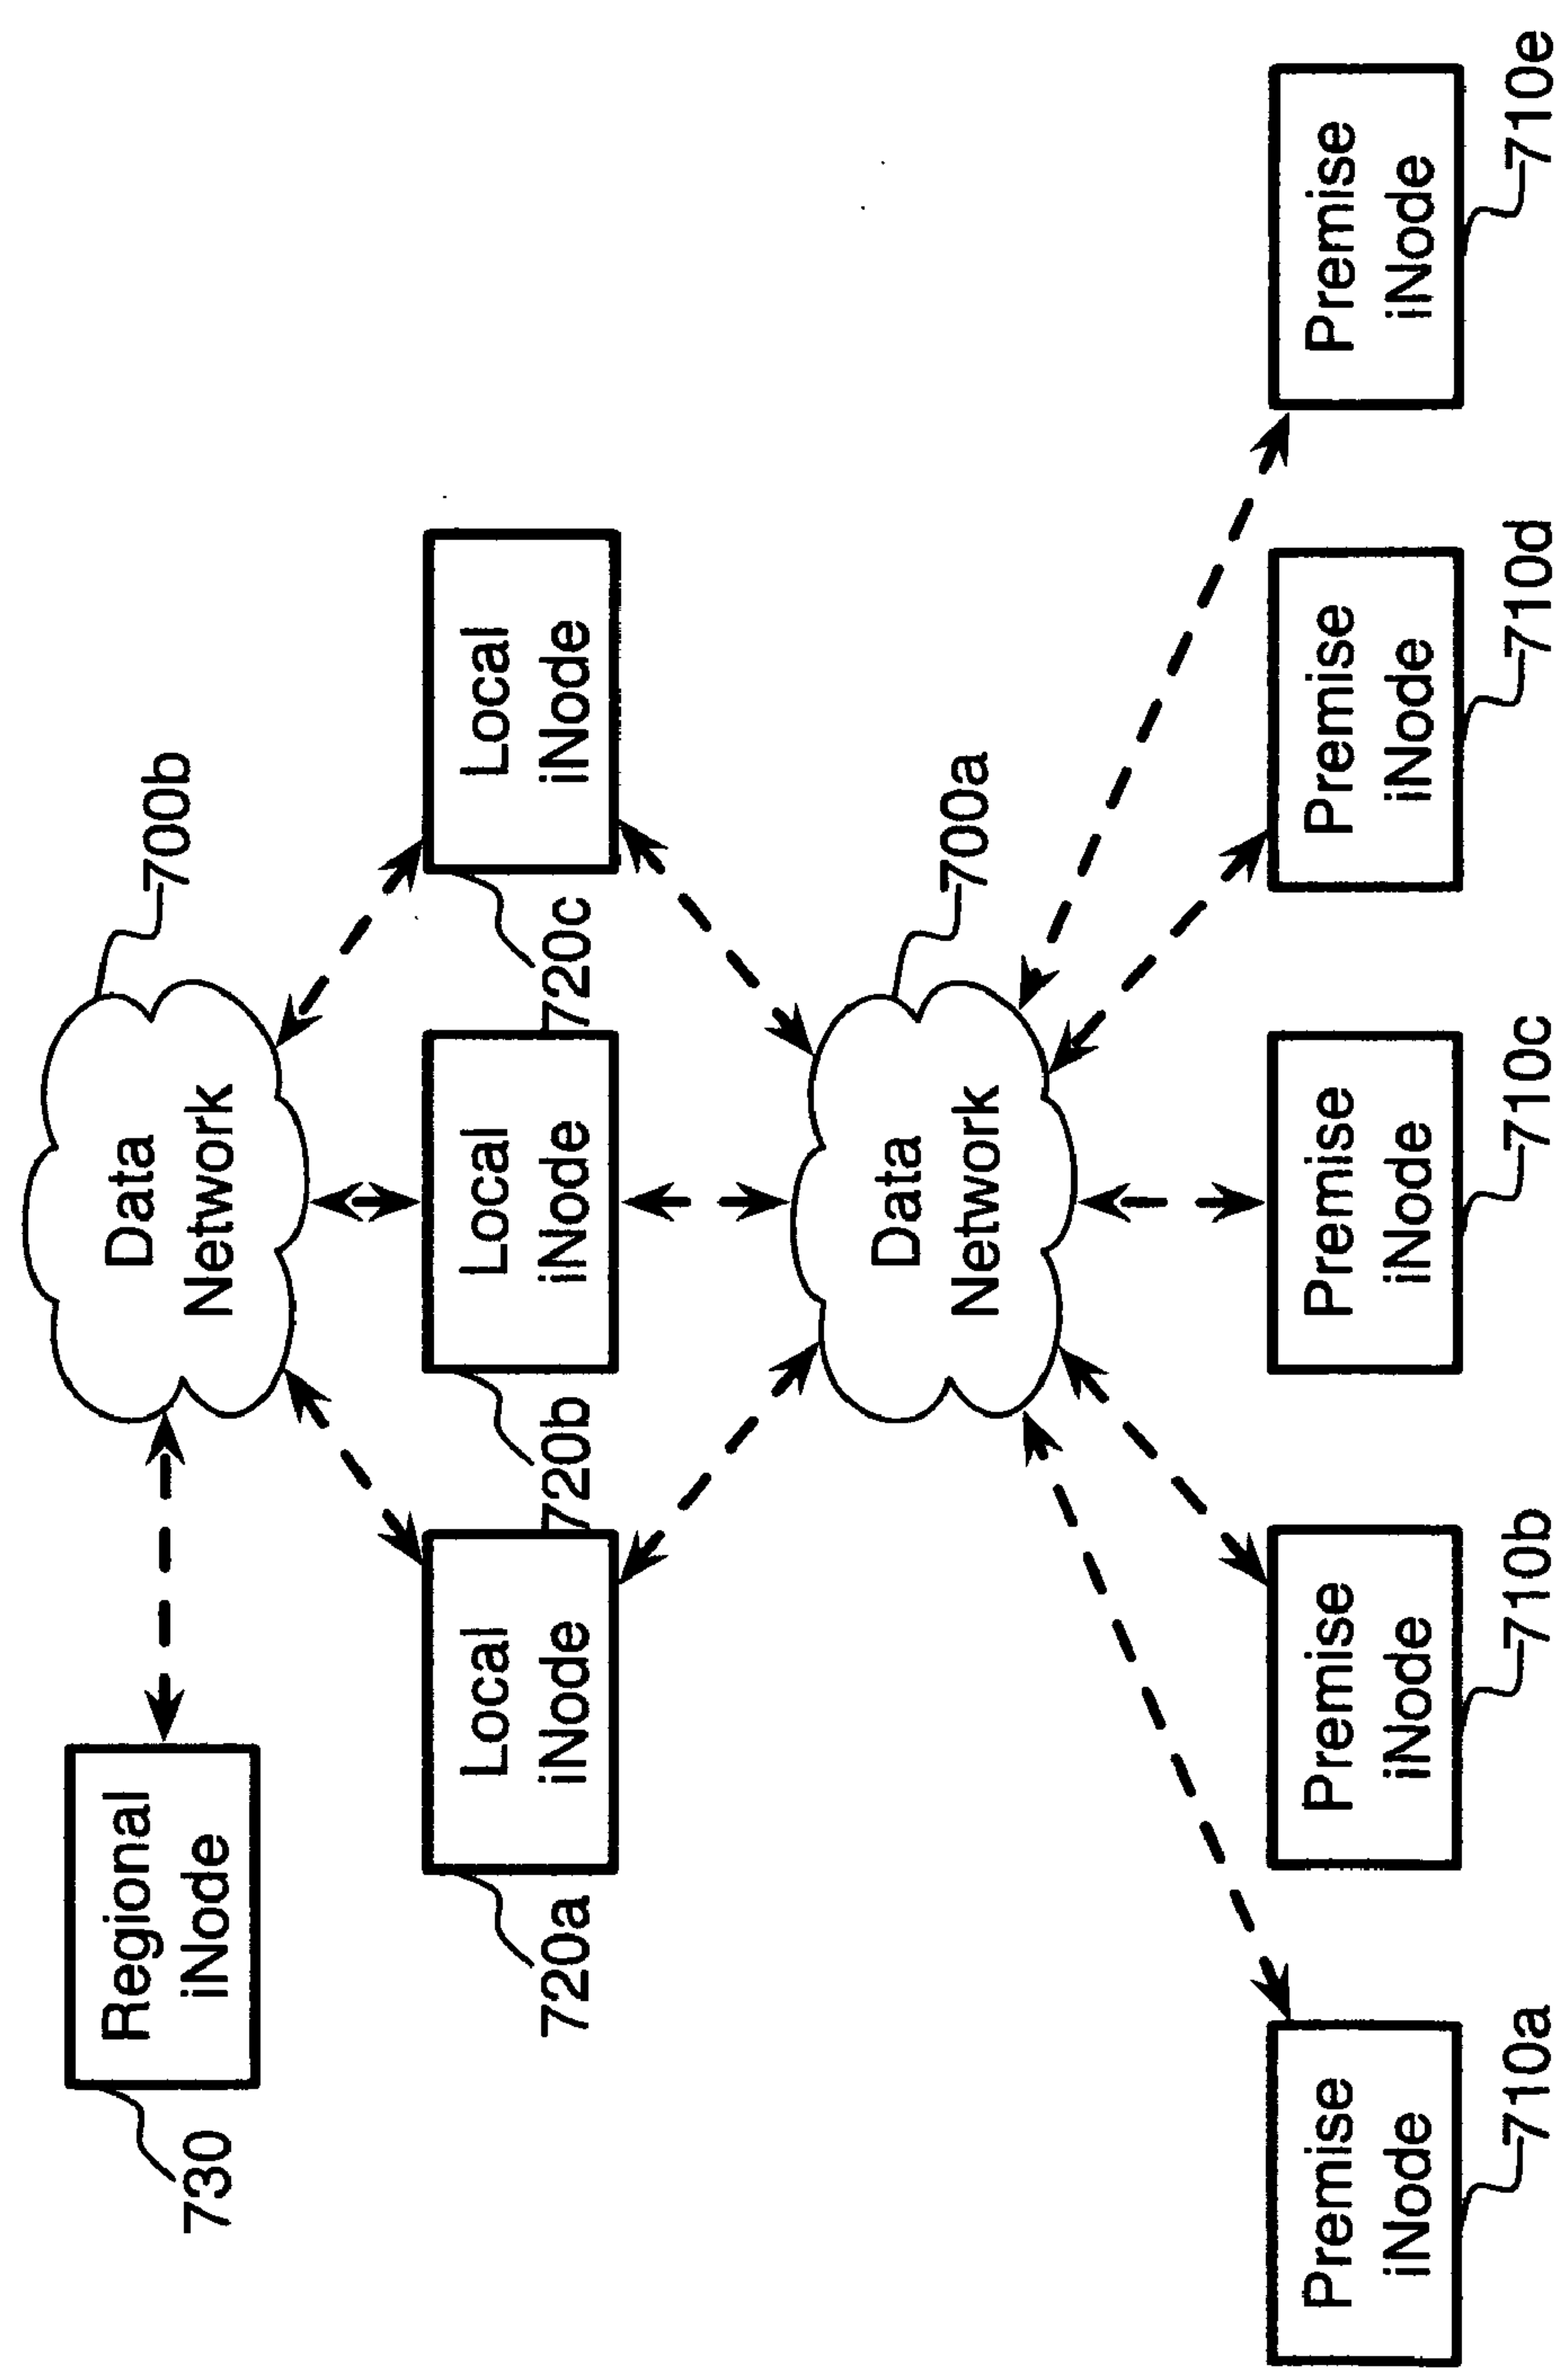 Data
Network
700b
Regional
iNode
730
Local
iNode
720a
Local
iNode
720b
Local
iNode
720c
Data
Network
700a
Premise
iNode
710a
Premise
iNode
710b
Premise
iNode
710c
Premise
iNode
710d
Premise
iNode
710e